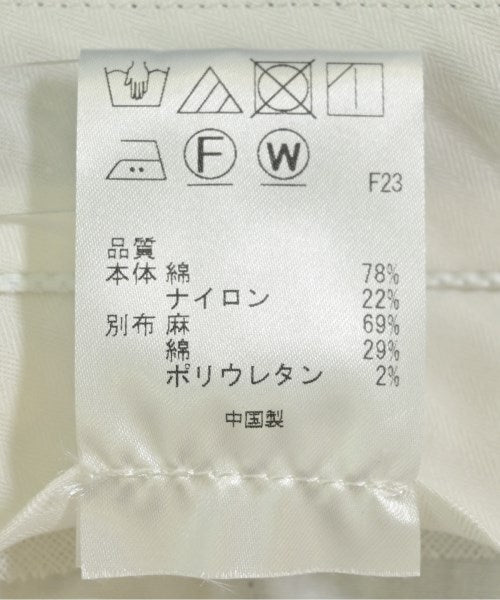 F W
F23
品質
本体 綿 78%
ナイロン 22%
別布 麻 69%
綿 29%
ポリウレタン 2%
中国製